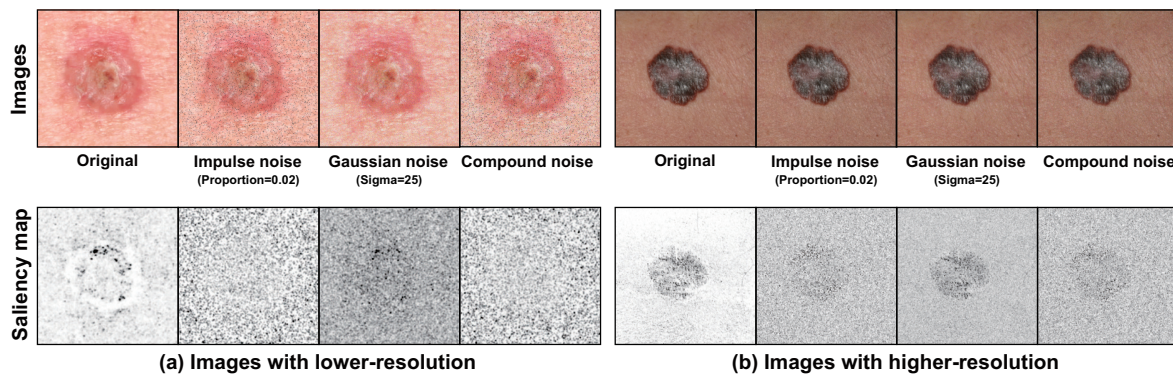 Images
Original
Impulse noise
(Proportion=0.02)
Gaussian noise
(Sigma=25)
Compound noise
Original
Impulse noise
(Proportion=0.02)
Gaussian noise
(Sigma=25)
Compound noise
Saliency map
(a) Images with lower-resolution
(b) Images with higher-resolution